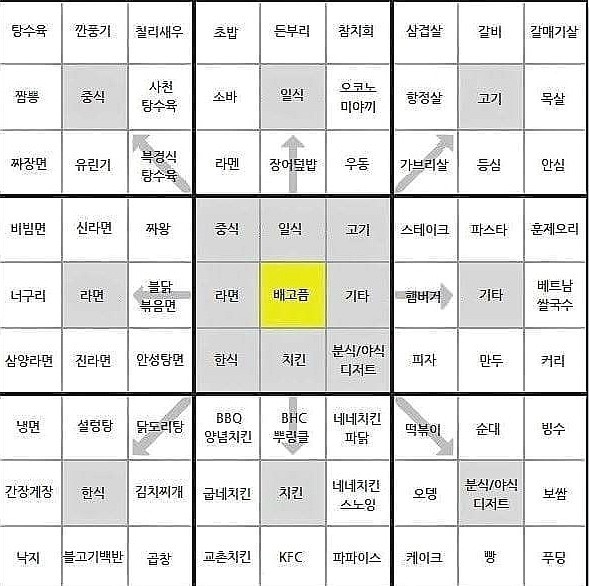 탕수육 깐풍기 칠리새우 초밥 돈부리 참치회 삼겹살 갈비 갈매기살
짬뽕 중식 사천 탕수육 소바 일식 오코노 미야끼 항정살 고기 목살
짜장면 유린기 북경식 탕수육 라멘 장어덮밥 우동 가브리살 등심 안심
비빔면 신라면 짜왕 중식 일식 고기 스테이크 파스타 훈제오리
너구리 라면 불닭 볶음면 라면 배고픔 기타 햄버거 기타 베트남 쌀국수
삼양라면 진라면 안성탕면 한식 치킨 분식/야식 디저트 피자 만두 커리
냉면 설렁탕 닭도리탕 BBQ 양념치킨 BHC 뿌링클 네네치킨 파닭 떡볶이 순대 빙수
간장게장 한식 김치찌개 굽네치킨 치킨 네네치킨 스노잉 오뎅 분식/야식 디저트 보쌈
낙지 불고기백반 곱창 교촌치킨 KFC 파파이스 케이크 빵 푸딩